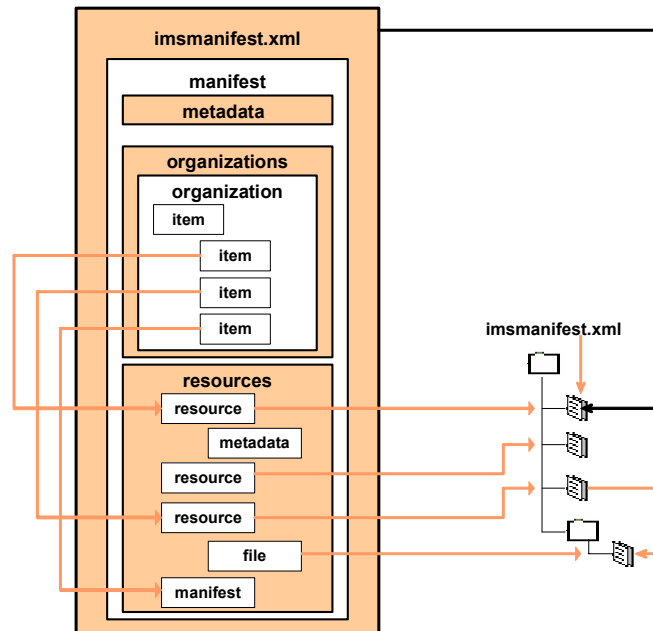 imsmanifest.xml
manifest
metadata
organizations
organization
item
item
item
item
resources
resource
metadata
resource
resource
file
manifest
imsmanifest.xml